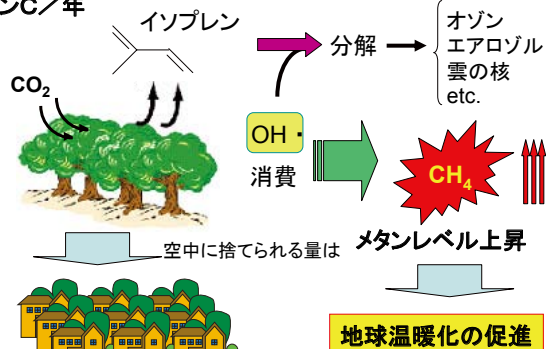 ンC／年
イソプレン
CO2
分解
オゾン
エアロゾル
雲の核
etc.
OH・
消費
CH4
メタンレベル上昇
空中に捨てられる量は
地球温暖化の促進